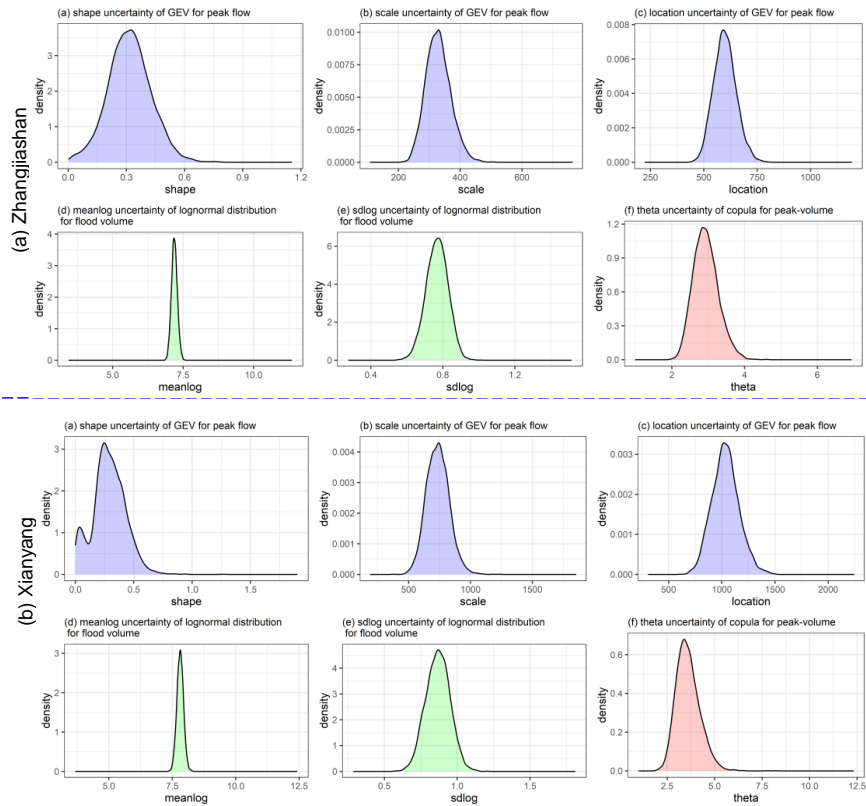 (a) Zhangjiashan
(a) shape uncertainty of GEV for peak flow
density
3
2
1
0
0.0 0.3 0.6 0.9 1.2
shape
(b) scale uncertainty of GEV for peak flow
density
0.0100
0.0075
0.0050
0.0025
0.0000
200 400 600
scale
(c) location uncertainty of GEV for peak flow
density
0.008
0.006
0.004
0.002
0.000
250 500 750 1000
location
(d) meanlog uncertainty of lognormal distribution
for flood volume
density
4
3
2
1
0
5.0 7.5 10.0
meanlog
(e) sdlog uncertainty of lognormal distribution
for flood volume
density
6
4
2
0
0.4 0.8 1.2
sdlog
(f) theta uncertainty of copula for peak-volume
density
1.2
0.9
0.6
0.3
0.0
2 4 6
theta
(b) Xianyang
(a) shape uncertainty of GEV for peak flow
density
3
2
1
0
0.0 0.5 1.0 1.5
shape
(b) scale uncertainty of GEV for peak flow
density
0.004
0.003
0.002
0.001
0.000
500 1000 1500
scale
(c) location uncertainty of GEV for peak flow
density
0.003
0.002
0.001
0.000
500 1000 1500 2000
location
(d) meanlog uncertainty of lognormal distribution
for flood volume
density
3
2
1
0
5.0 7.5 10.0 12.5
meanlog
(e) sdlog uncertainty of lognormal distribution
for flood volume
density
4
3
2
1
0
0.5 1.0 1.5
sdlog
(f) theta uncertainty of copula for peak-volume
density
0.6
0.4
0.2
0.0
2.5 5.0 7.5 10.0 12.5
theta